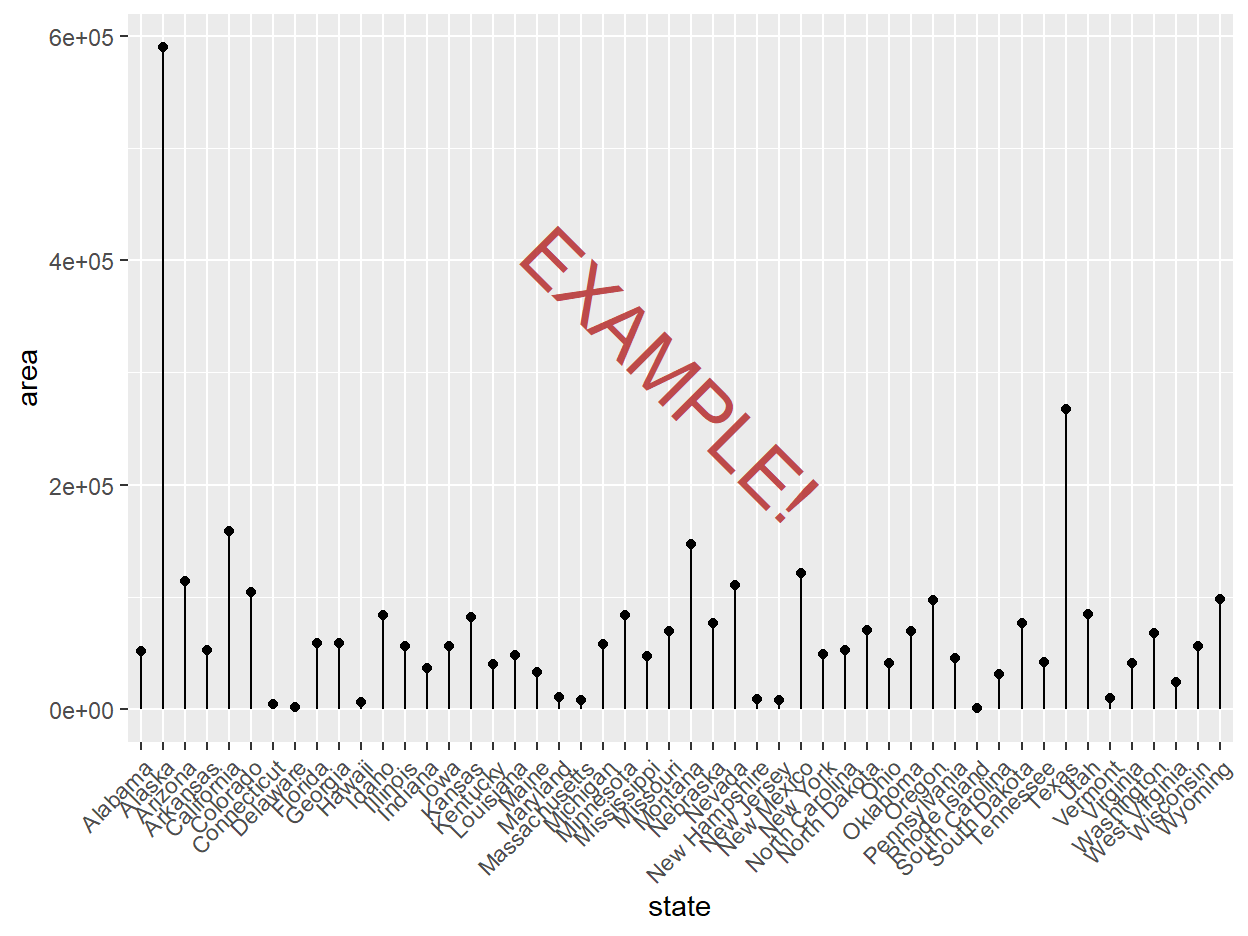 6e+05
4e+05
2e+05
0e+00
area
EXAMPLE!
Alabama
Alaska
Arizona
Arkansas
California
Colorado
Connecticut
Delaware
Florida
Georgia
Hawaii
Idaho
Illinois
Indiana
Iowa
Kansas
Kentucky
Louisiana
Maine
Maryland
Massachusetts
Michigan
Minnesota
Mississippi
Missouri
Montana
Nebraska
Nevada
New Hampshire
New Jersey
New Mexico
New York
North Carolina
North Dakota
Ohio
Oklahoma
Oregon
Pennsylvania
Rhode Island
South Carolina
South Dakota
Tennessee
Texas
Utah
Vermont
Virginia
Washington
West Virginia
Wisconsin
Wyoming
state